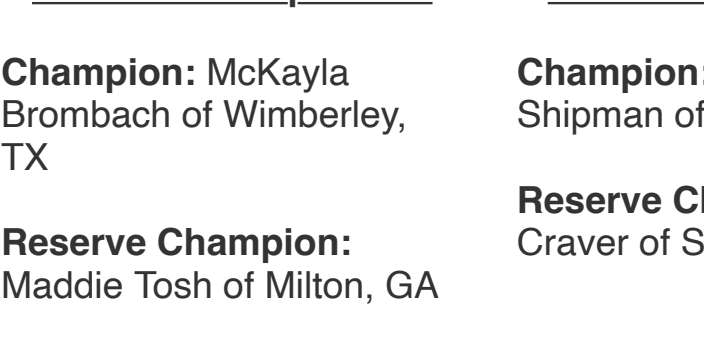 Champion: McKayla
Brombach of Wimberley,
TX
Reserve Champion:
Maddie Tosh of Milton, GA
Champion:
Shipman of
Reserve
Craver of